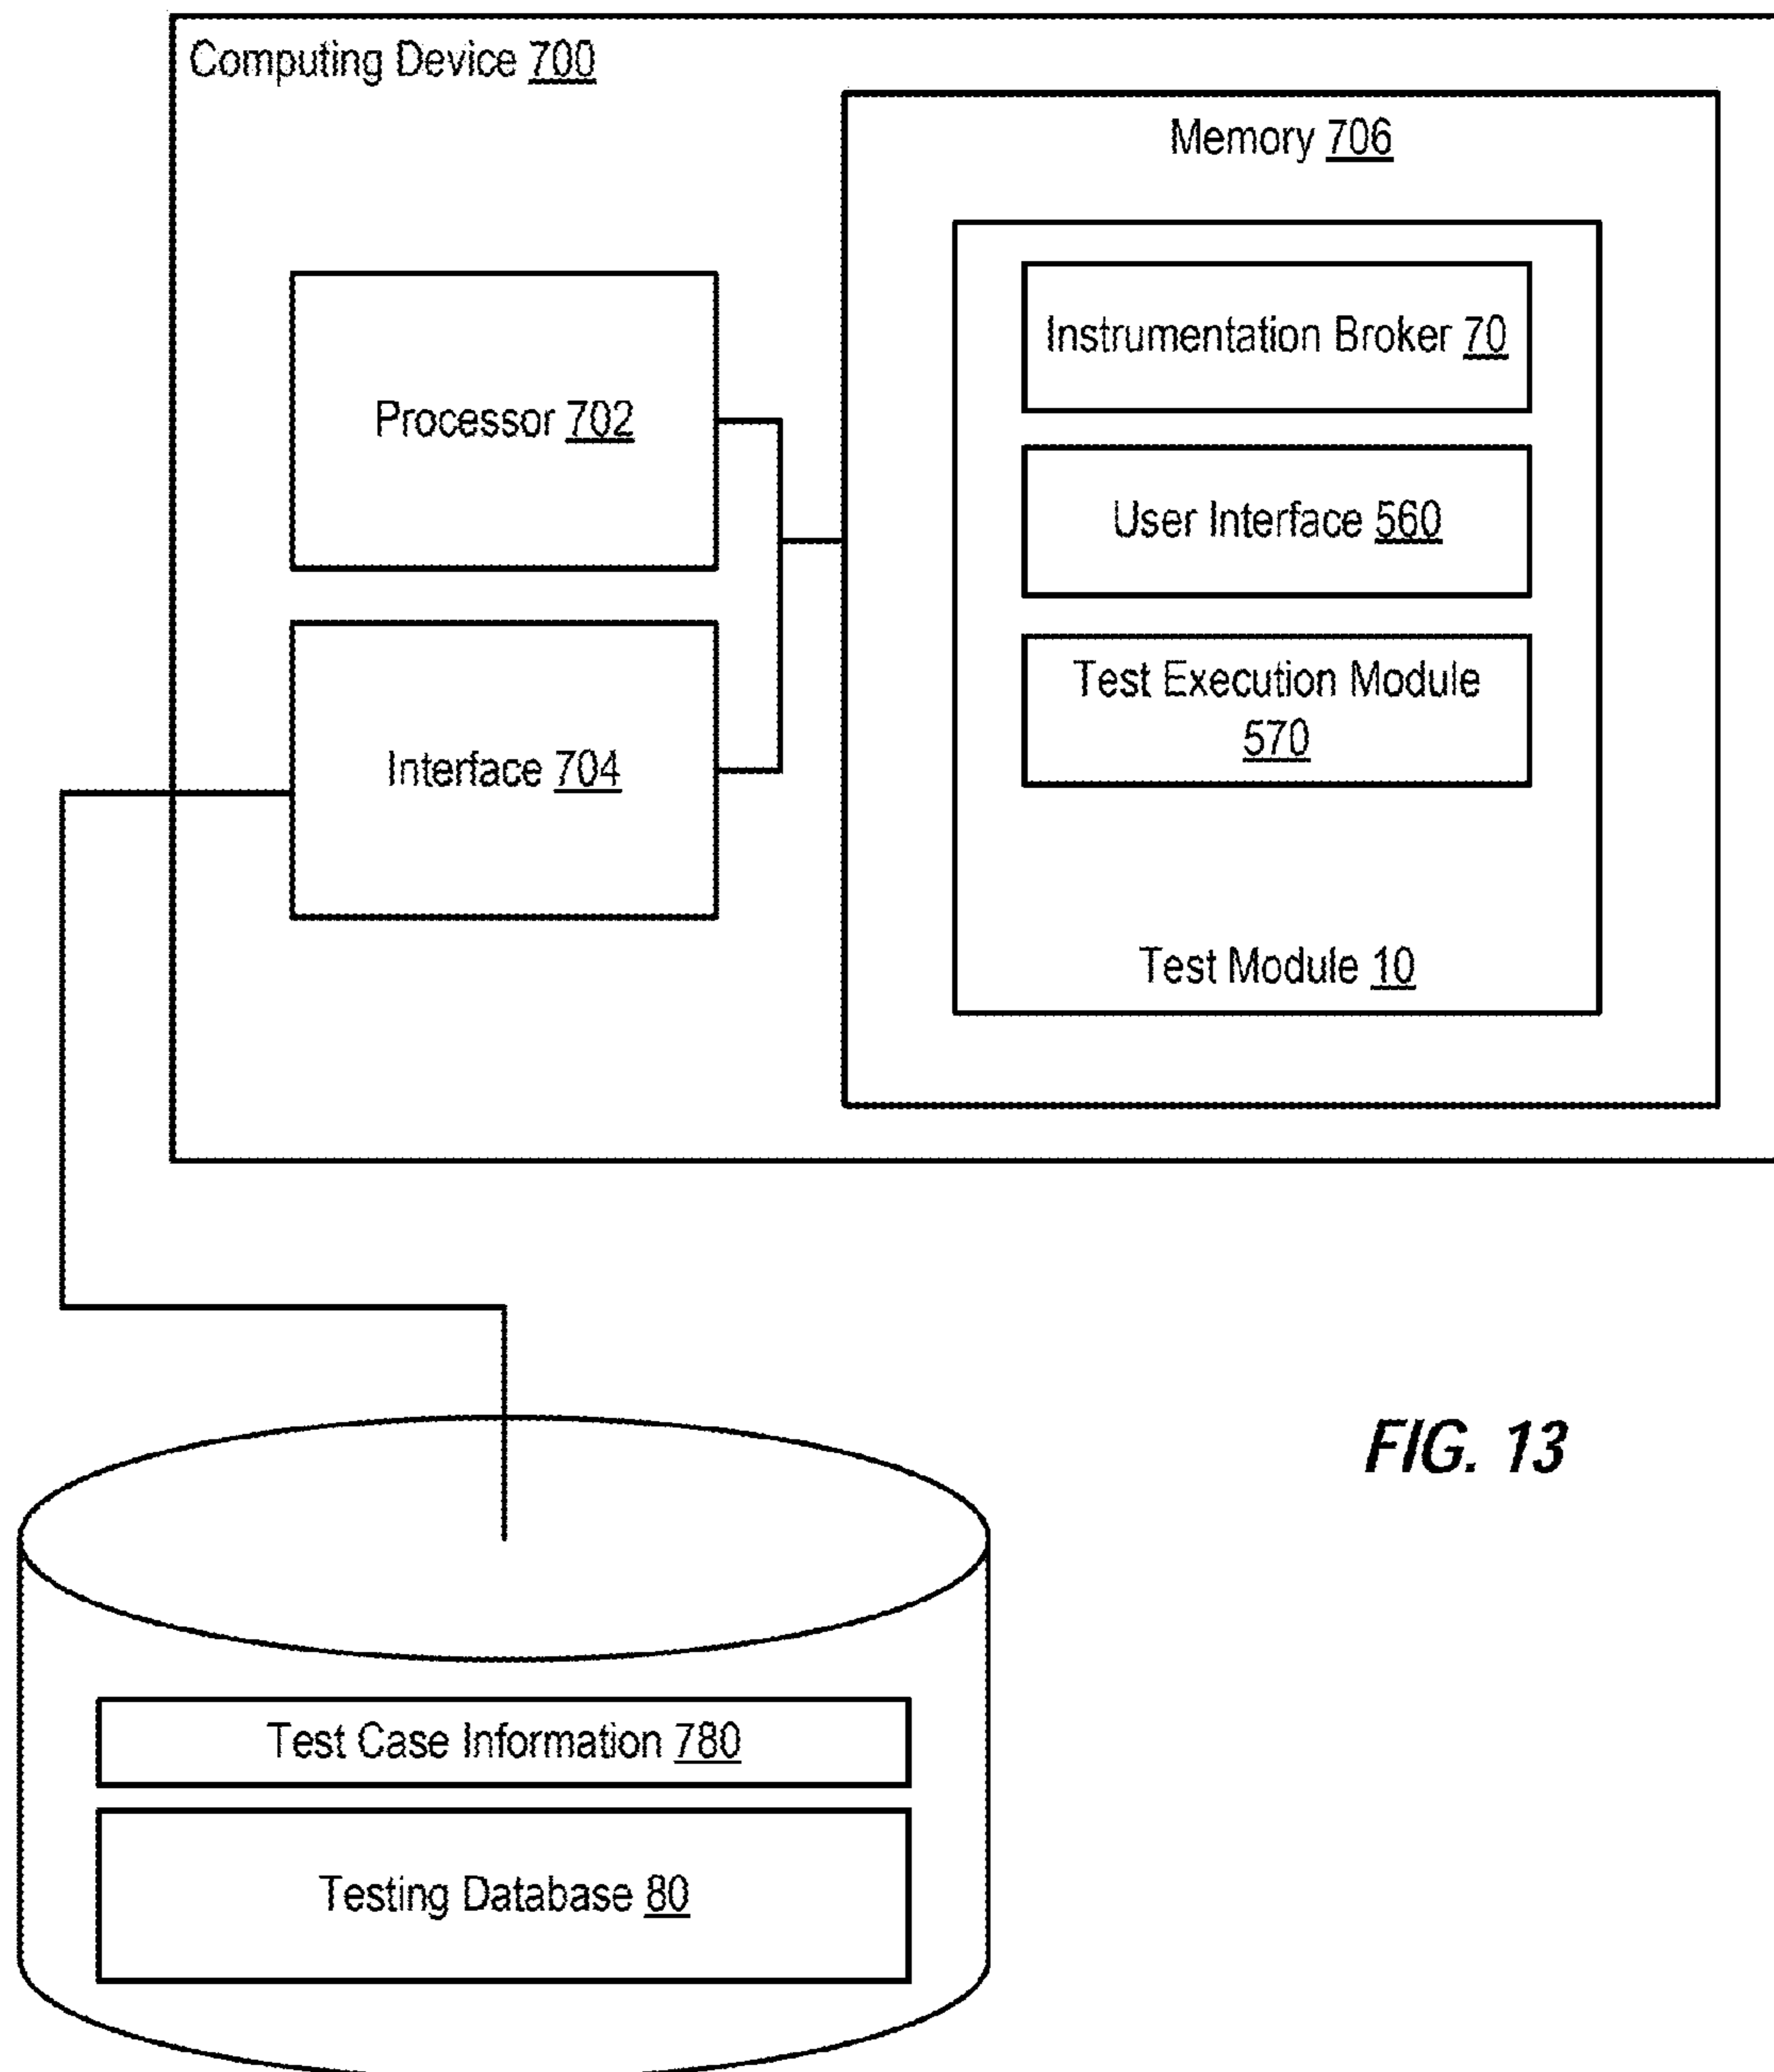 Computing Device 700
Memory 706
Instrumentation Broker 70
Processor 702
User Interface 560
Test Execution Module
570
Interface 704
Test Module 10
FIG. 13
Test Case Information 780
Testing Database 80